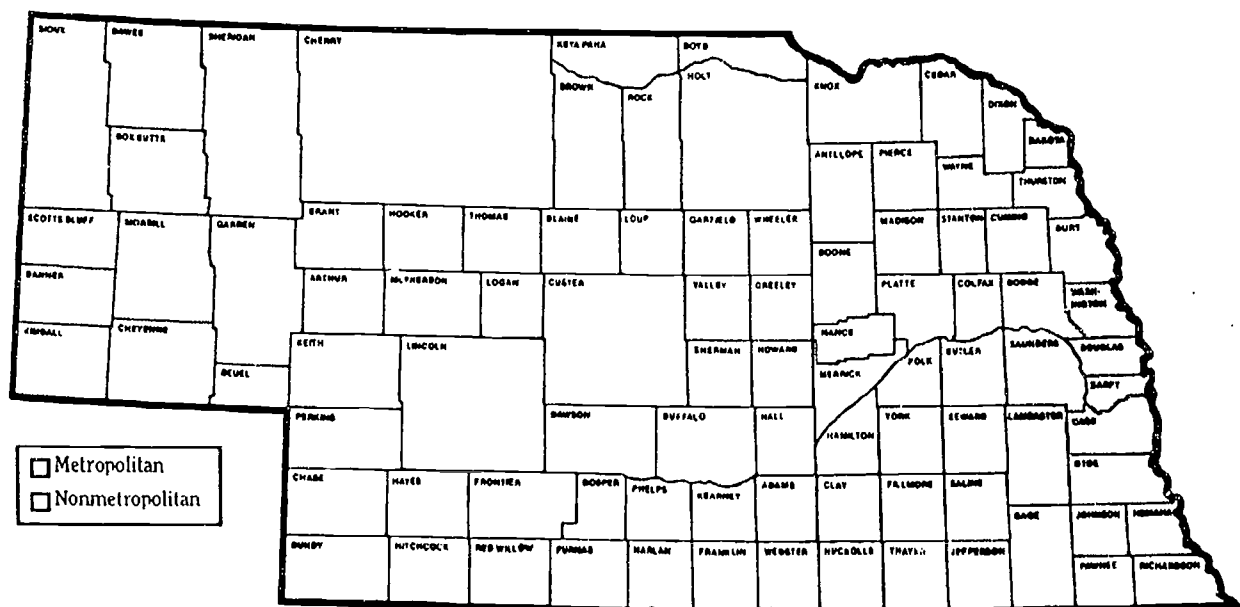 SIOUX
DAWES
SHERIDAN
CHERRY
KEYA PAHA
BOYD
BROWN
ROCK
HOLT
KNOX
CEDAR
DIXON
DAKOTA
BOX BUTTE
ANTELOPE
PIERCE
WAYNE
THURSTON
SCOTTS BLUFF
MORRILL
GARDEN
GRANT
HOOKER
THOMAS
BLAINE
LOUP
GARFIELD
WHEELER
MADISON
STANTON
CUMING
BURT
BOONE
BANNER
ARTHUR
McPHERSON
LOGAN
CUSTER
VALLEY
GREELEY
PLATTE
COLFAX
DODGE
WASH-
INGTON
KIMBALL
CHEYENNE
NANCE
KEITH
LINCOLN
SHERMAN
HOWARD
MERRICK
POLK
BUTLER
SAUNDERS
DOUGLAS
DEUEL
SARPY
PERKINS
DAWSON
BUFFALO
HALL
HAMILTON
YORK
SEWARD
LANCASTER
CASS
OTOE
Metropolitan
Nonmetropolitan
CHASE
HAYES
FRONTIER
GOSPER
PHELPS
KEARNEY
ADAMS
CLAY
FILLMORE
SALINE
GAGE
JOHNSON
NEMAHA
DUNDY
HITCHCOCK
RED WILLOW
FURNAS
HARLAN
FRANKLIN
WEBSTER
NUCKOLLS
THAYER
JEFFERSON
PAWNEE
RICHARDSON